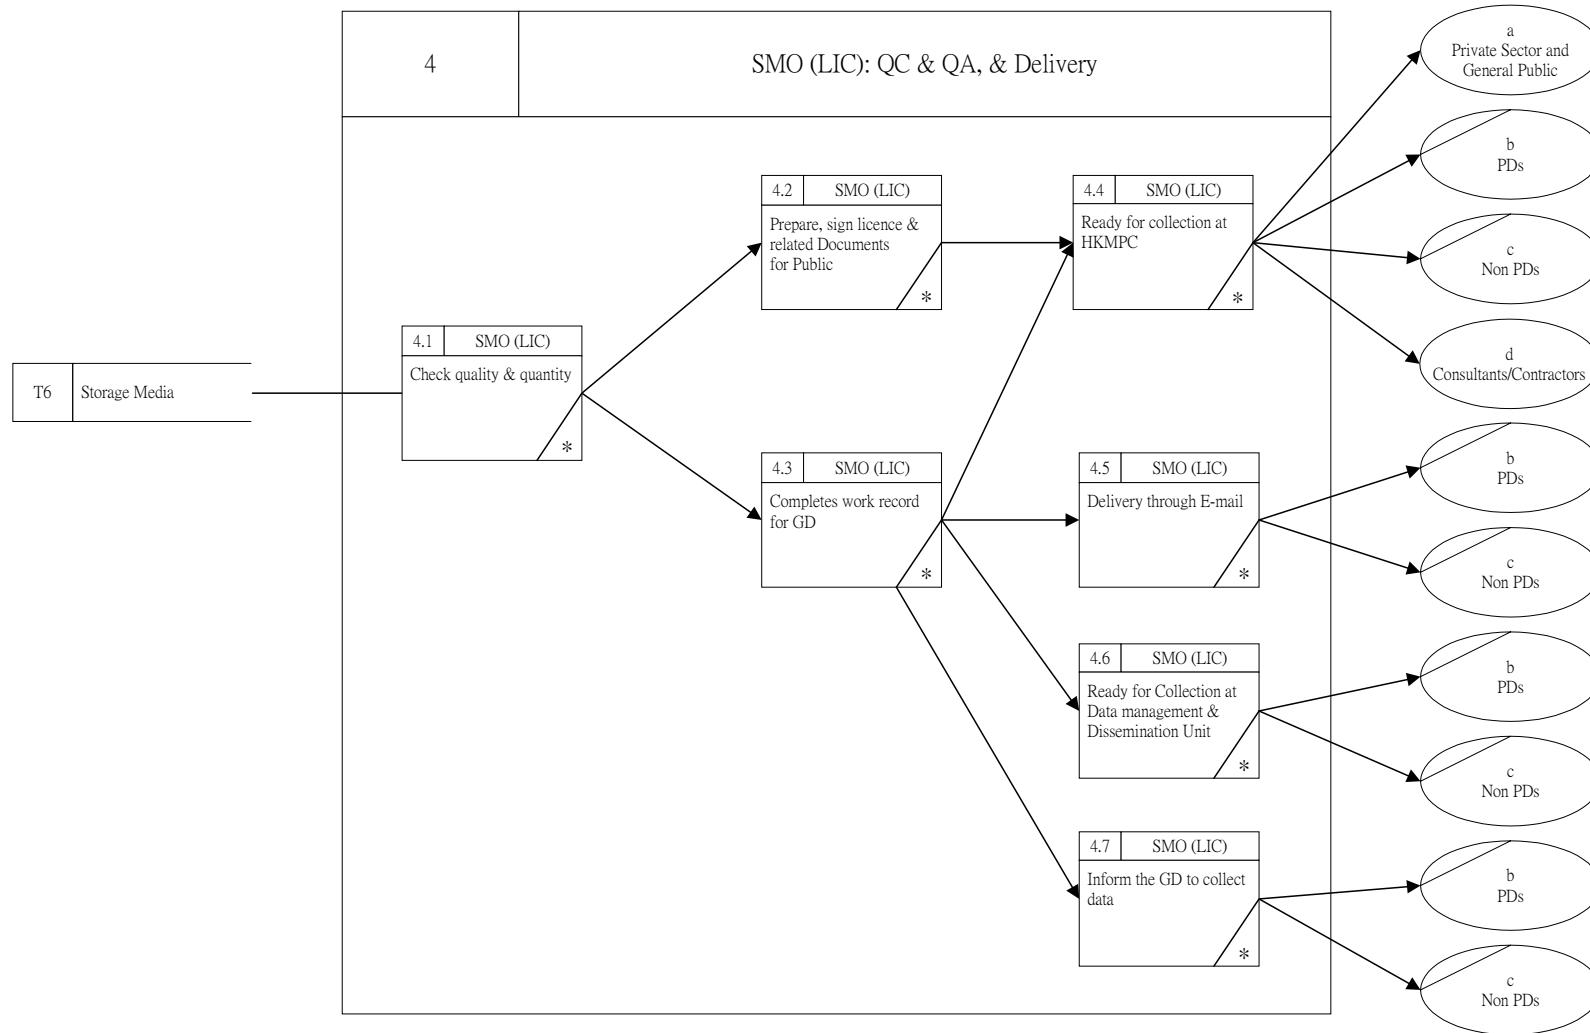 4
SMO (LIC): QC & QA, & Delivery
T6
Storage Media
4.1
SMO (LIC)
Check quality & quantity
*
4.2
SMO (LIC)
Prepare, sign licence &
related Documents
for Public
*
4.3
SMO (LIC)
Completes work record
for GD
*
4.4
SMO (LIC)
Ready for collection at
HKMPC
*
4.5
SMO (LIC)
Delivery through E-mail
*
4.6
SMO (LIC)
Ready for Collection at
Data management &
Dissemination Unit
*
4.7
SMO (LIC)
Inform the GD to collect
data
*
a
Private Sector and
General Public
b
PDs
c
Non PDs
d
Consultants/Contractors
b
PDs
c
Non PDs
b
PDs
c
Non PDs
b
PDs
c
Non PDs